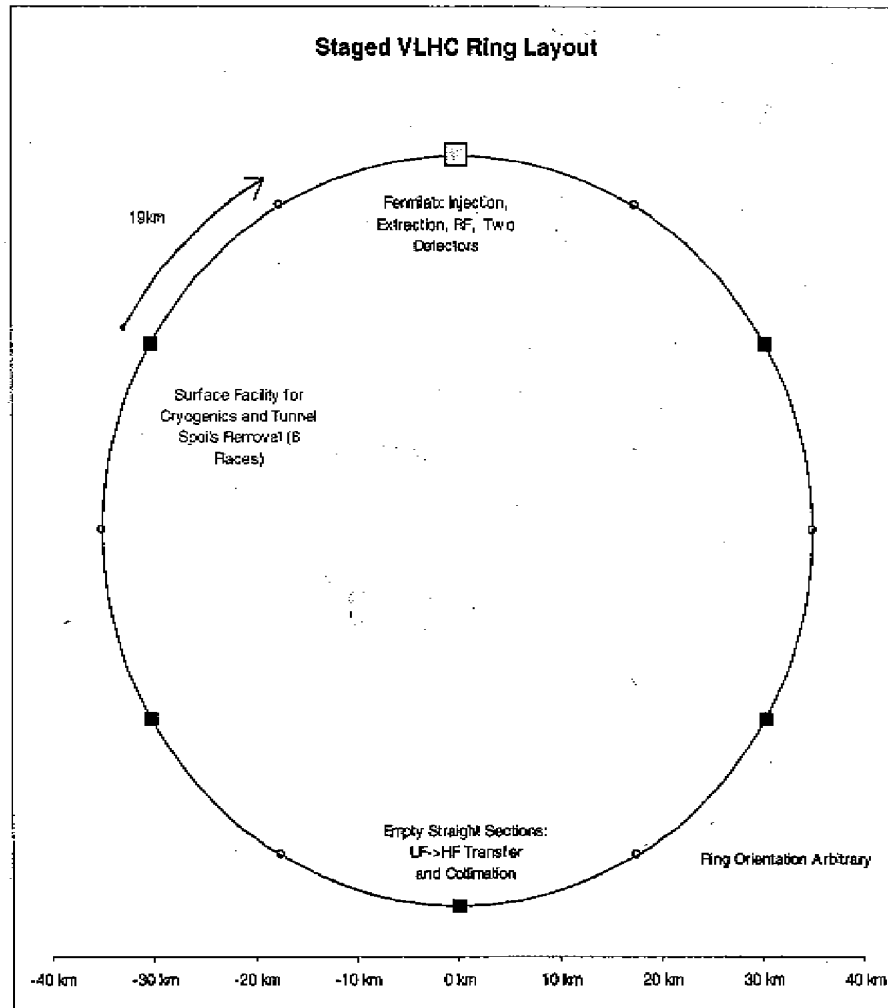 Staged VLHC Ring Layout
19km
Fermilab: Injection,
Extraction, RF, Two
Detectors
Surface Facility for
Cryogenics and Tunnel
Spoils Removal (6
Places)
Empty Straight Sections:
LF->HF Transfer
and Collimation
Ring Orientation Arbitrary
-40 km -30 km -20 km -10 km 0 km 10 km 20 km 30 km 40 km